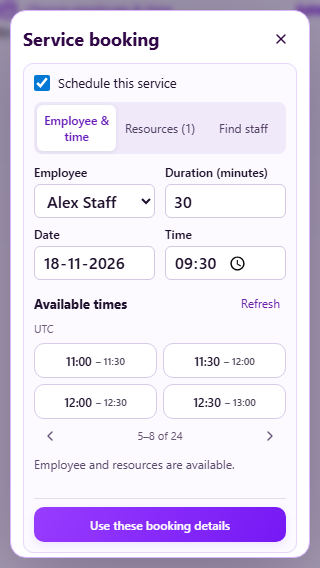 Service booking
Schedule this service
Employee & time
Resources (1)
Find staff
Employee
Duration (minutes)
Alex Staff
30
Date
Time
18-11-2026
09:30
Available times
Refresh
UTC
11:00 – 11:30
11:30 – 12:00
12:00 – 12:30
12:30 – 13:00
5–8 of 24
Employee and resources are available.
Use these booking details